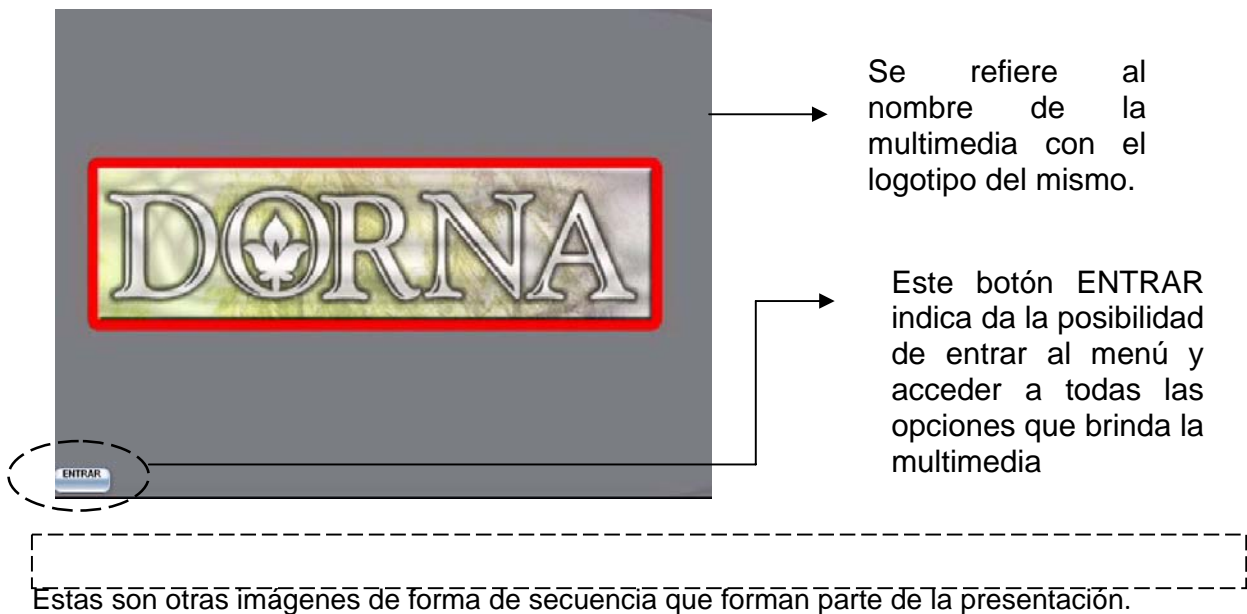 DORNA
ENTRAR
Se refiere al
nombre de la
multimedia con el
logotipo del mismo.
Este botón ENTRAR
indica da la posibilidad
de entrar al menú y
acceder a todas las
opciones que brinda la
multimedia
Estas son otras imágenes de forma de secuencia que forman parte de la presentación.